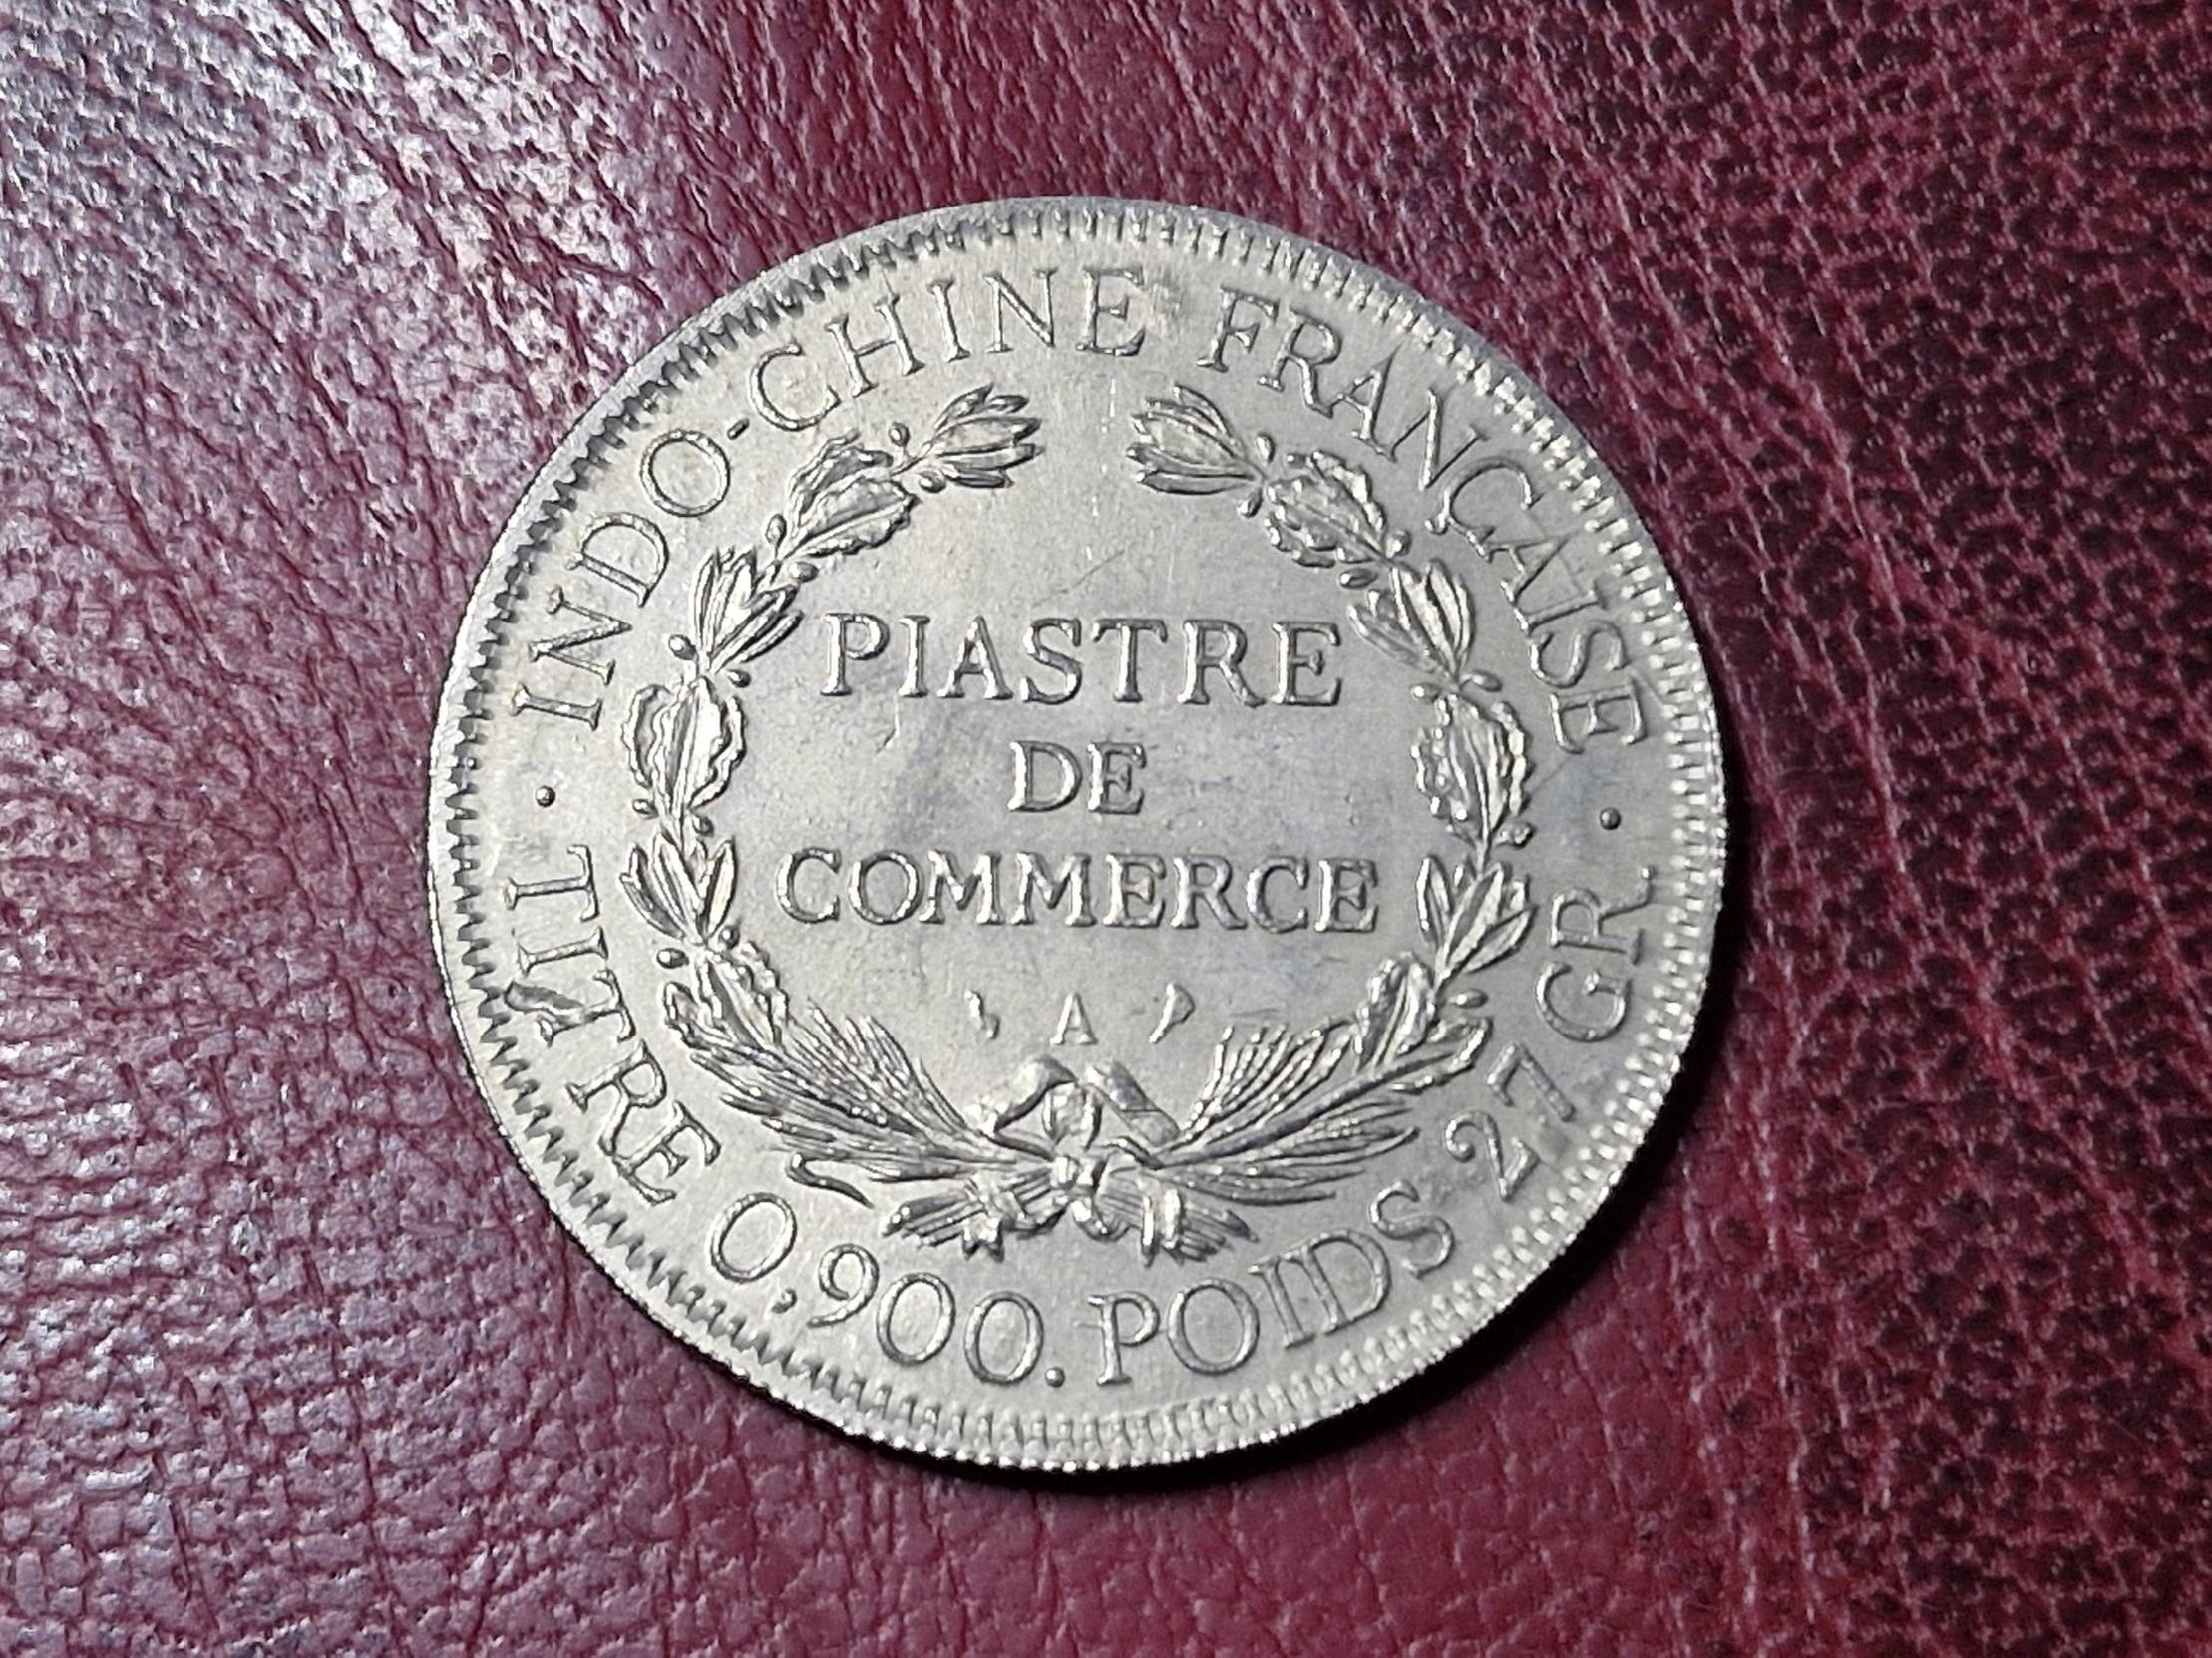 INDO-CHINE FRANÇAISE
PIASTRE
DE
COMMERCE
A
TITRE 0,900. POIDS 27 GR.